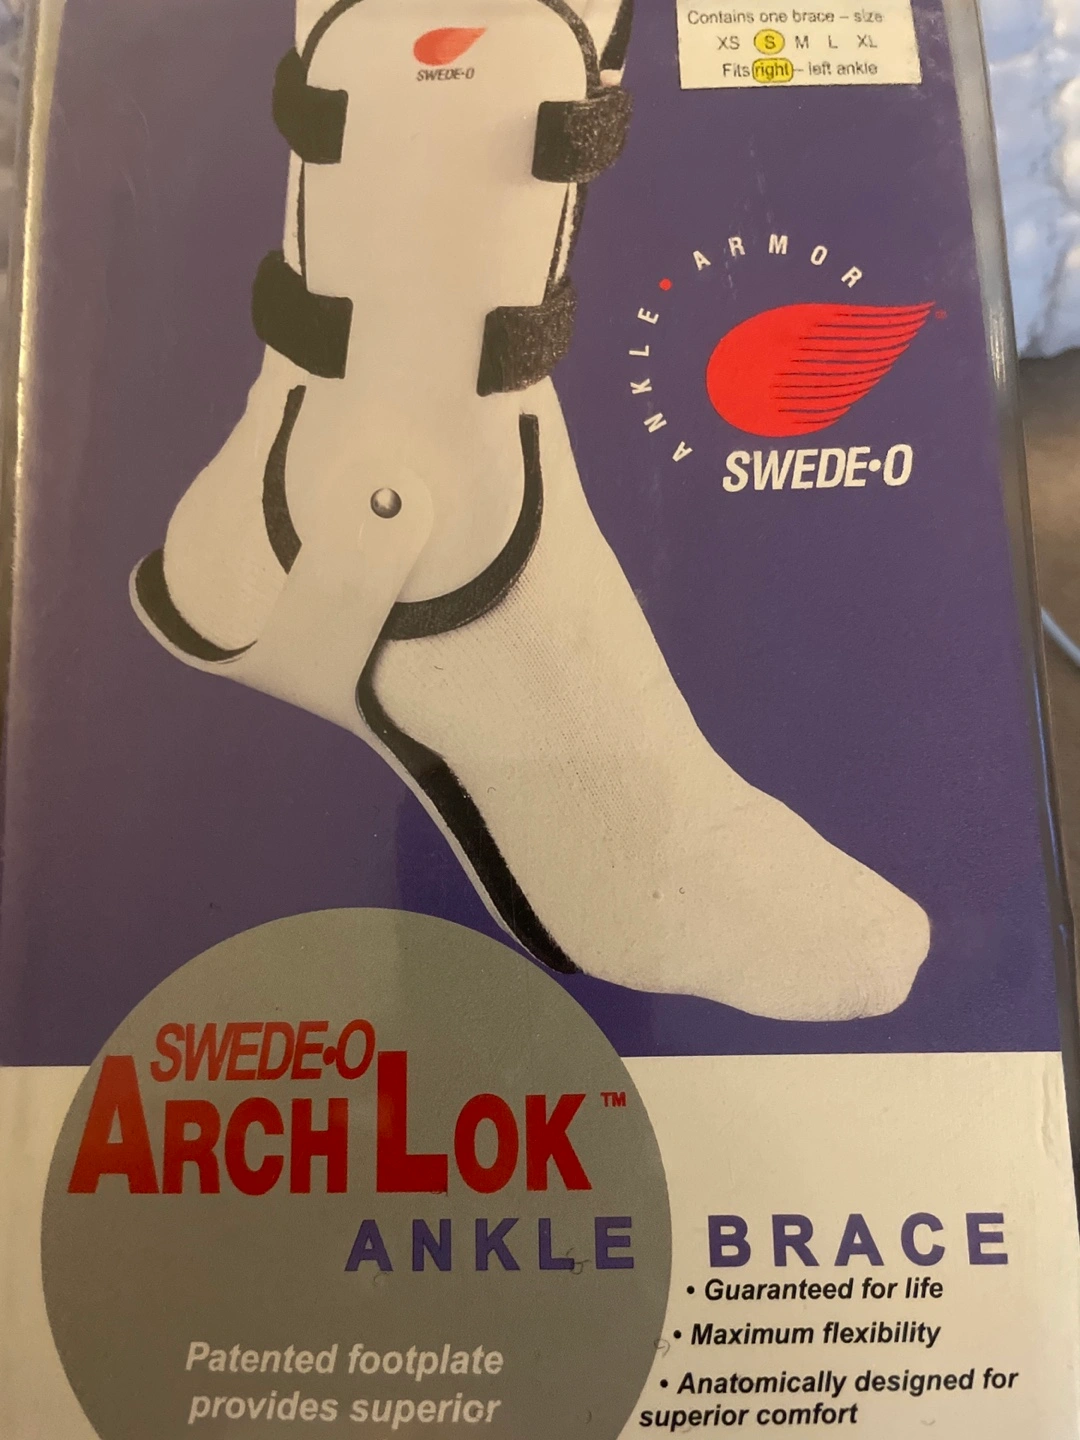 Contains one brace – size
XS S M L XL
Fits right – left ankle
SWEDE-O
ANKLE • ARMOR
SWEDE•O
SWEDE•O
ARCH LOK™
ANKLE BRACE
• Guaranteed for life
• Maximum flexibility
• Anatomically designed for
superior comfort
Patented footplate
provides superior